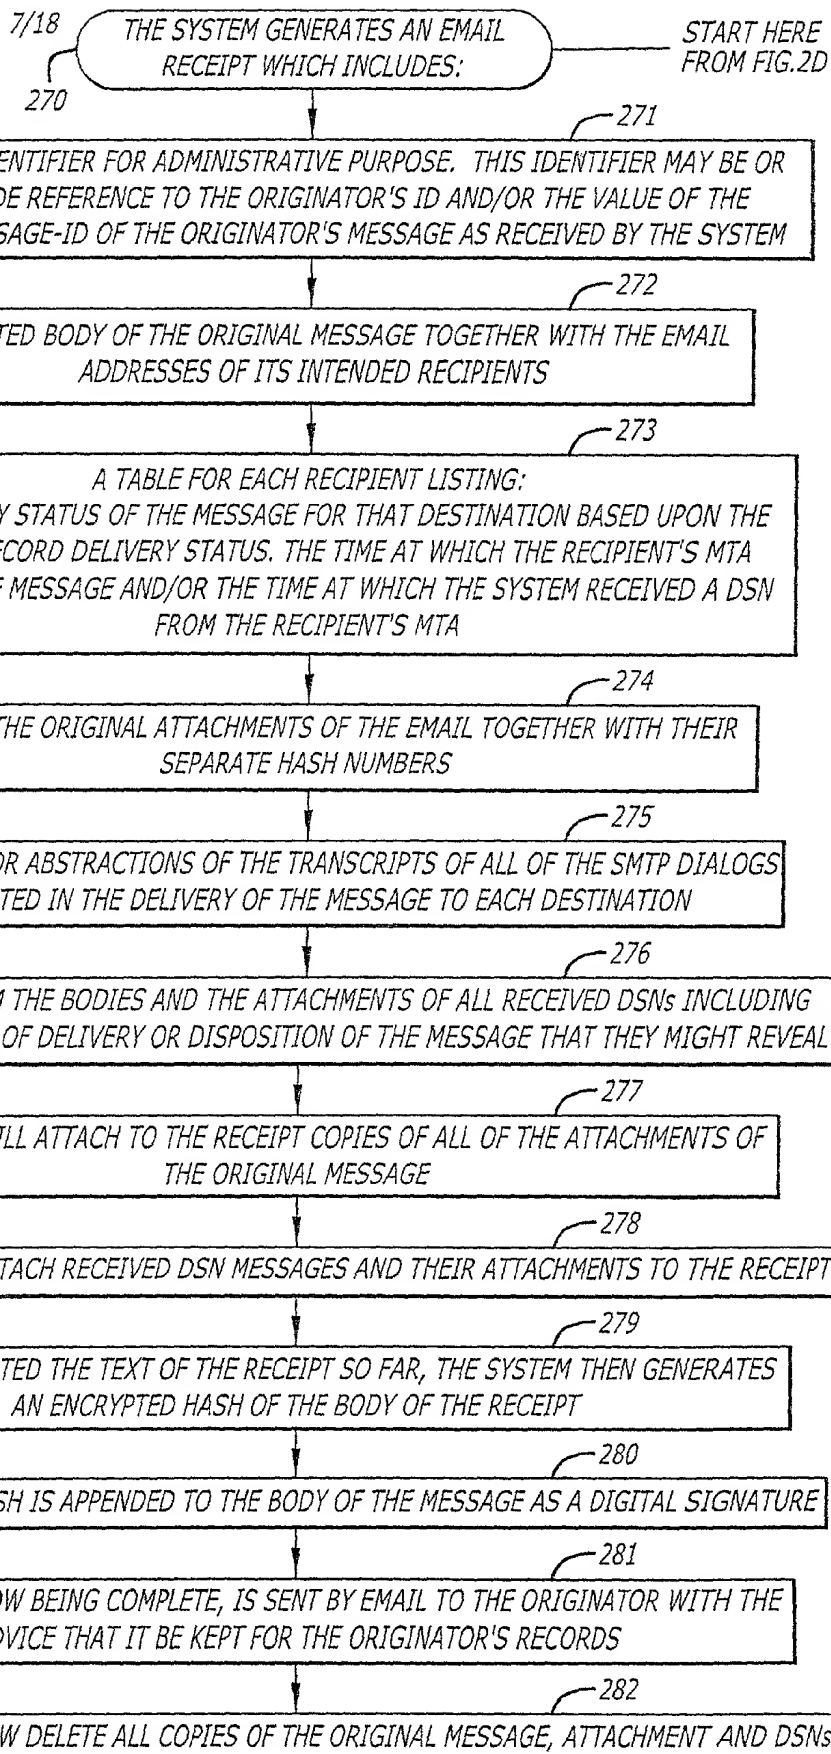 7/18
THE SYSTEM GENERATES AN EMAIL
RECEIPT WHICH INCLUDES:
START HERE
FROM FIG.2D
270
271
ENTIFIER FOR ADMINISTRATIVE PURPOSE. THIS IDENTIFIER MAY BE OR
DE REFERENCE TO THE ORIGINATOR'S ID AND/OR THE VALUE OF THE
SAGE-ID OF THE ORIGINATOR'S MESSAGE AS RECEIVED BY THE SYSTEM
272
TED BODY OF THE ORIGINAL MESSAGE TOGETHER WITH THE EMAIL
ADDRESSES OF ITS INTENDED RECIPIENTS
273
A TABLE FOR EACH RECIPIENT LISTING:
Y STATUS OF THE MESSAGE FOR THAT DESTINATION BASED UPON THE
ECORD DELIVERY STATUS. THE TIME AT WHICH THE RECIPIENT'S MTA
E MESSAGE AND/OR THE TIME AT WHICH THE SYSTEM RECEIVED A DSN
FROM THE RECIPIENT'S MTA
274
THE ORIGINAL ATTACHMENTS OF THE EMAIL TOGETHER WITH THEIR
SEPARATE HASH NUMBERS
275
OR ABSTRACTIONS OF THE TRANSCRIPTS OF ALL OF THE SMTP DIALOGS
TED IN THE DELIVERY OF THE MESSAGE TO EACH DESTINATION
276
M THE BODIES AND THE ATTACHMENTS OF ALL RECEIVED DSNs INCLUDING
OF DELIVERY OR DISPOSITION OF THE MESSAGE THAT THEY MIGHT REVEAL
277
ILL ATTACH TO THE RECEIPT COPIES OF ALL OF THE ATTACHMENTS OF
THE ORIGINAL MESSAGE
278
TACH RECEIVED DSN MESSAGES AND THEIR ATTACHMENTS TO THE RECEIPT
279
TED THE TEXT OF THE RECEIPT SO FAR, THE SYSTEM THEN GENERATES
AN ENCRYPTED HASH OF THE BODY OF THE RECEIPT
280
SH IS APPENDED TO THE BODY OF THE MESSAGE AS A DIGITAL SIGNATURE
281
OW BEING COMPLETE, IS SENT BY EMAIL TO THE ORIGINATOR WITH THE
DVICE THAT IT BE KEPT FOR THE ORIGINATOR'S RECORDS
282
W DELETE ALL COPIES OF THE ORIGINAL MESSAGE, ATTACHMENT AND DSNs